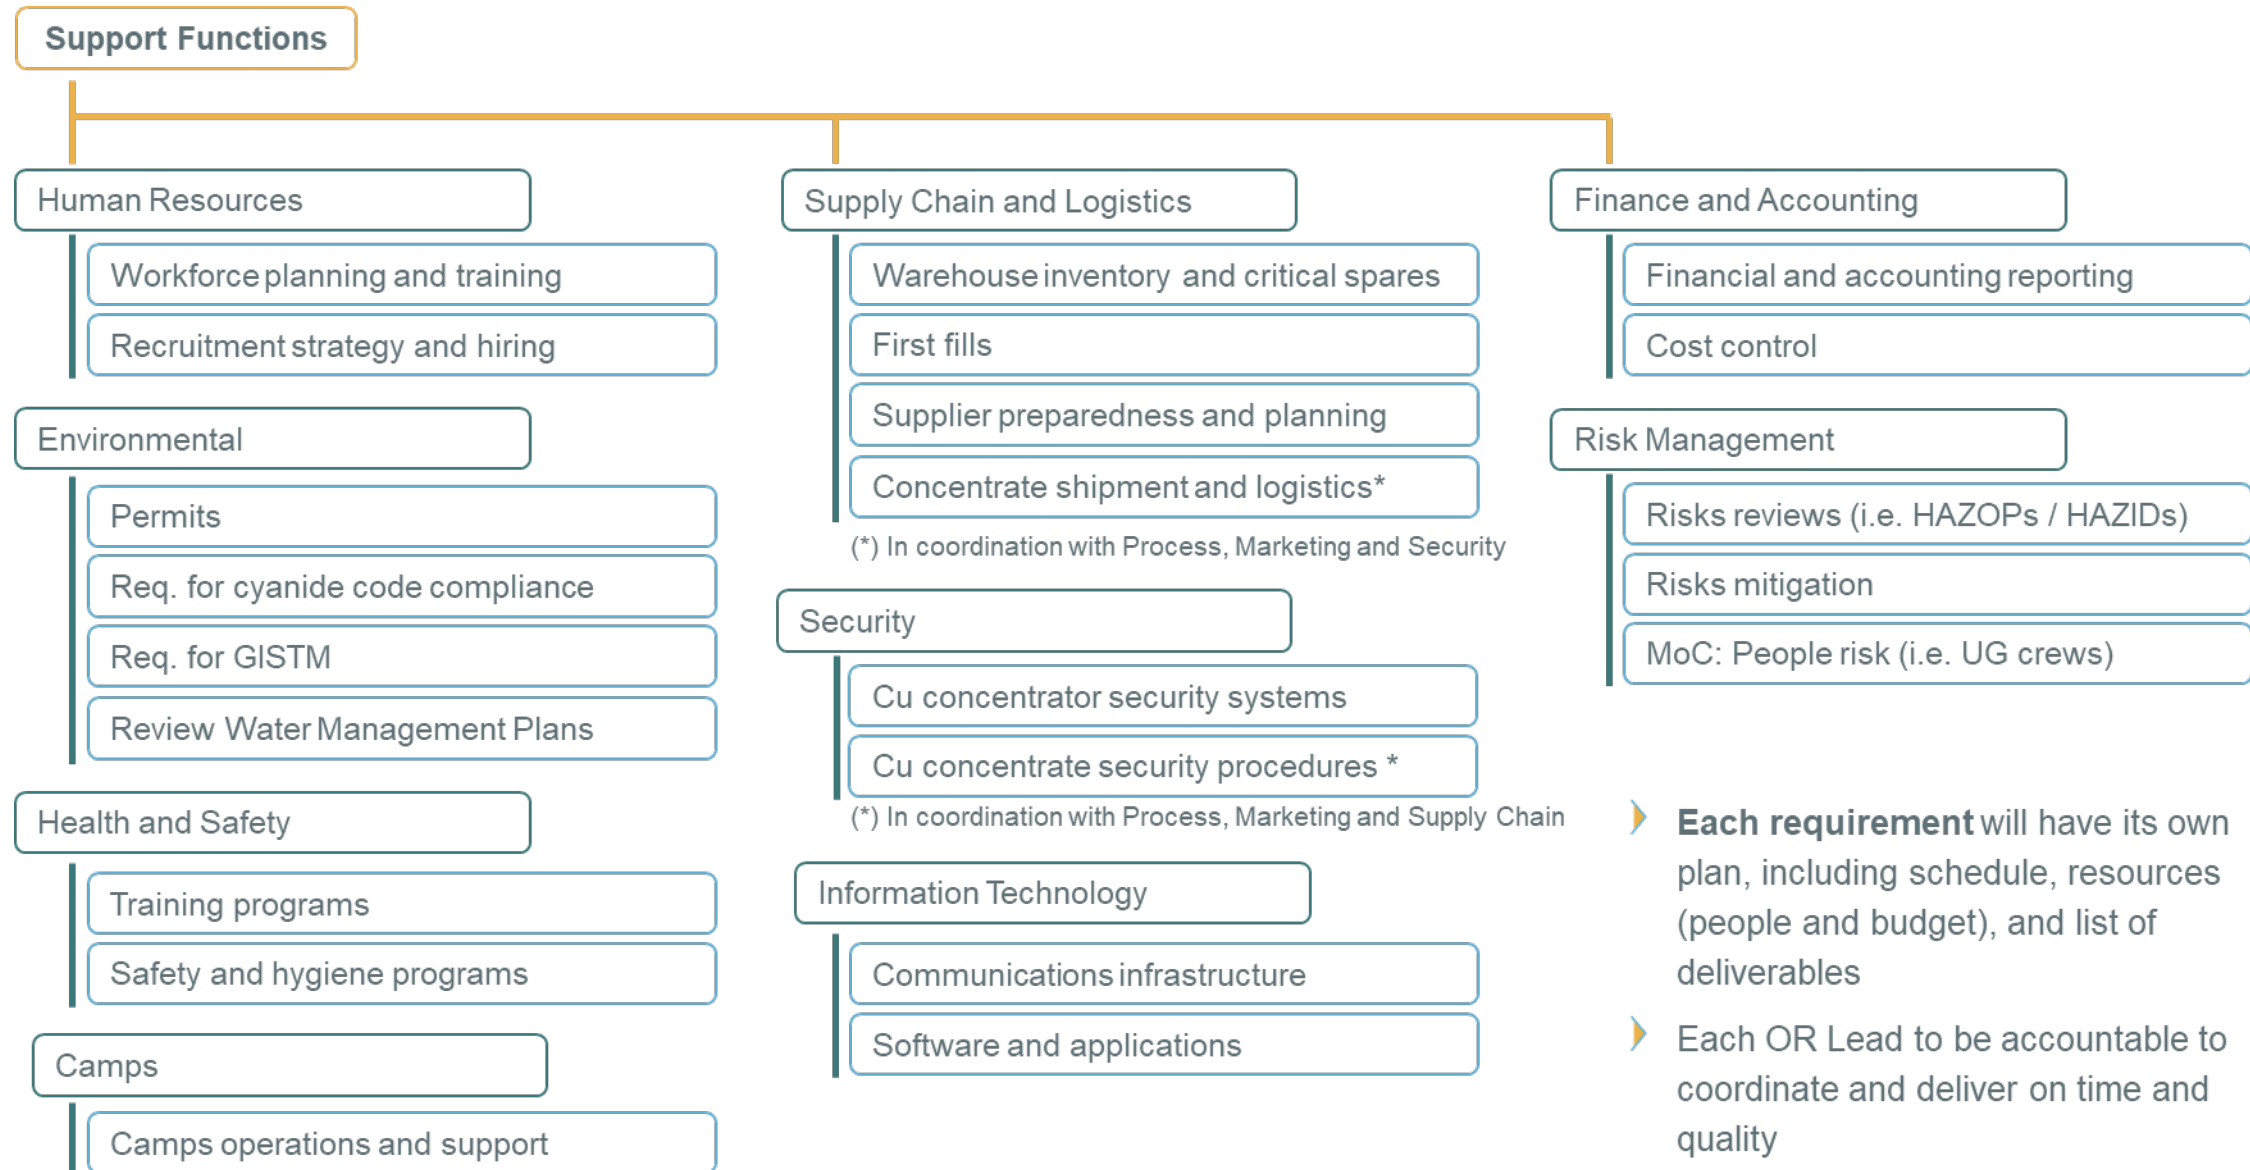 Support Functions
Human Resources
Workforce planning and training
Recruitment strategy and hiring
Environmental
Permits
Req. for cyanide code compliance
Req. for GISTM
Review Water Management Plans
Health and Safety
Training programs
Safety and hygiene programs
Camps
Camps operations and support
Supply Chain and Logistics
Warehouse inventory and critical spares
First fills
Supplier preparedness and planning
Concentrate shipment and logistics*
(*) In coordination with Process, Marketing and Security
Security
Cu concentrator security systems
Cu concentrate security procedures *
(*) In coordination with Process, Marketing and Supply Chain
Information Technology
Communications infrastructure
Software and applications
Finance and Accounting
Financial and accounting reporting
Cost control
Risk Management
Risks reviews (i.e. HAZOPs / HAZIDs)
Risks mitigation
MoC: People risk (i.e. UG crews)
Each requirement will have its own
plan, including schedule, resources
(people and budget), and list of
deliverables
Each OR Lead to be accountable to
coordinate and deliver on time and
quality